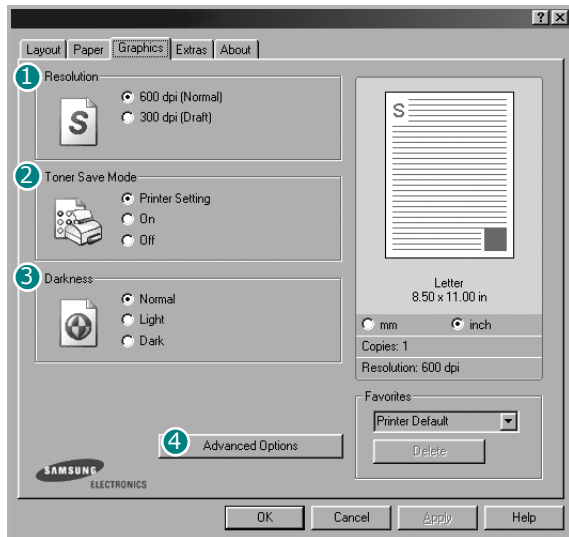 ? X
Layout Paper Graphics Extras About
1 Resolution
600 dpi (Normal)
300 dpi (Draft)
S
2 Toner Save Mode
Printer Setting
On
Off
3 Darkness
Normal
Light
Dark
4 Advanced Options
SAMSUNG
ELECTRONICS
S
Letter
8.50 x 11.00 in
mm inch
Copies: 1
Resolution: 600 dpi
Favorites
Printer Default
Delete
OK Cancel Apply Help